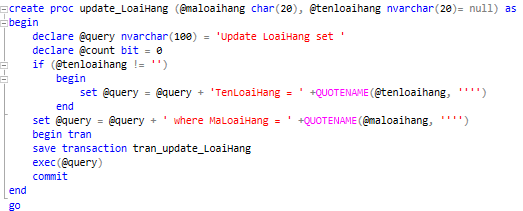 create proc update_LoaiHang (@maloaihang char(20), @tenloaihang nvarchar(20)= null) as
begin
declare @query nvarchar(100) = 'Update LoaiHang set '
declare @count bit = 0
if (@tenloaihang != '')
begin
set @query = @query + 'TenLoaiHang = ' +QUOTENAME(@tenloaihang, '''')
end
set @query = @query + ' where MaLoaiHang = ' +QUOTENAME(@maloaihang, '''')
begin tran
save transaction tran_update_LoaiHang
exec(@query)
commit
end
go